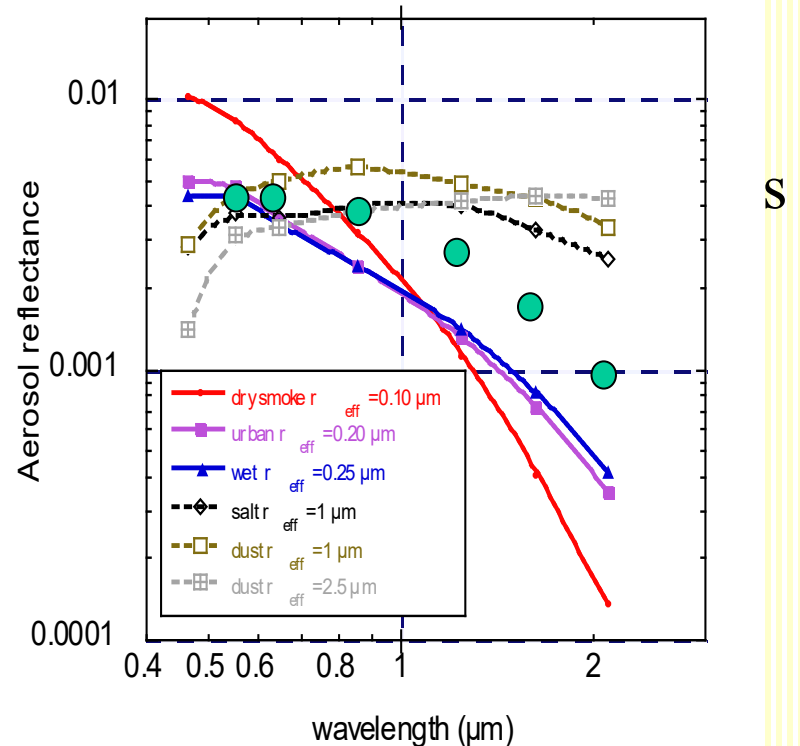 0.01
s
Aerosol reflectance
0.001
drysmoke r eff =0.10 µm
urban r eff =0.20 µm
wet r eff =0.25 µm
salt r eff =1 µm
dust r eff =1 µm
dust r eff =2.5 µm
0.0001
0.4 0.5 0.6 0.8 1 2
wavelength (µm)